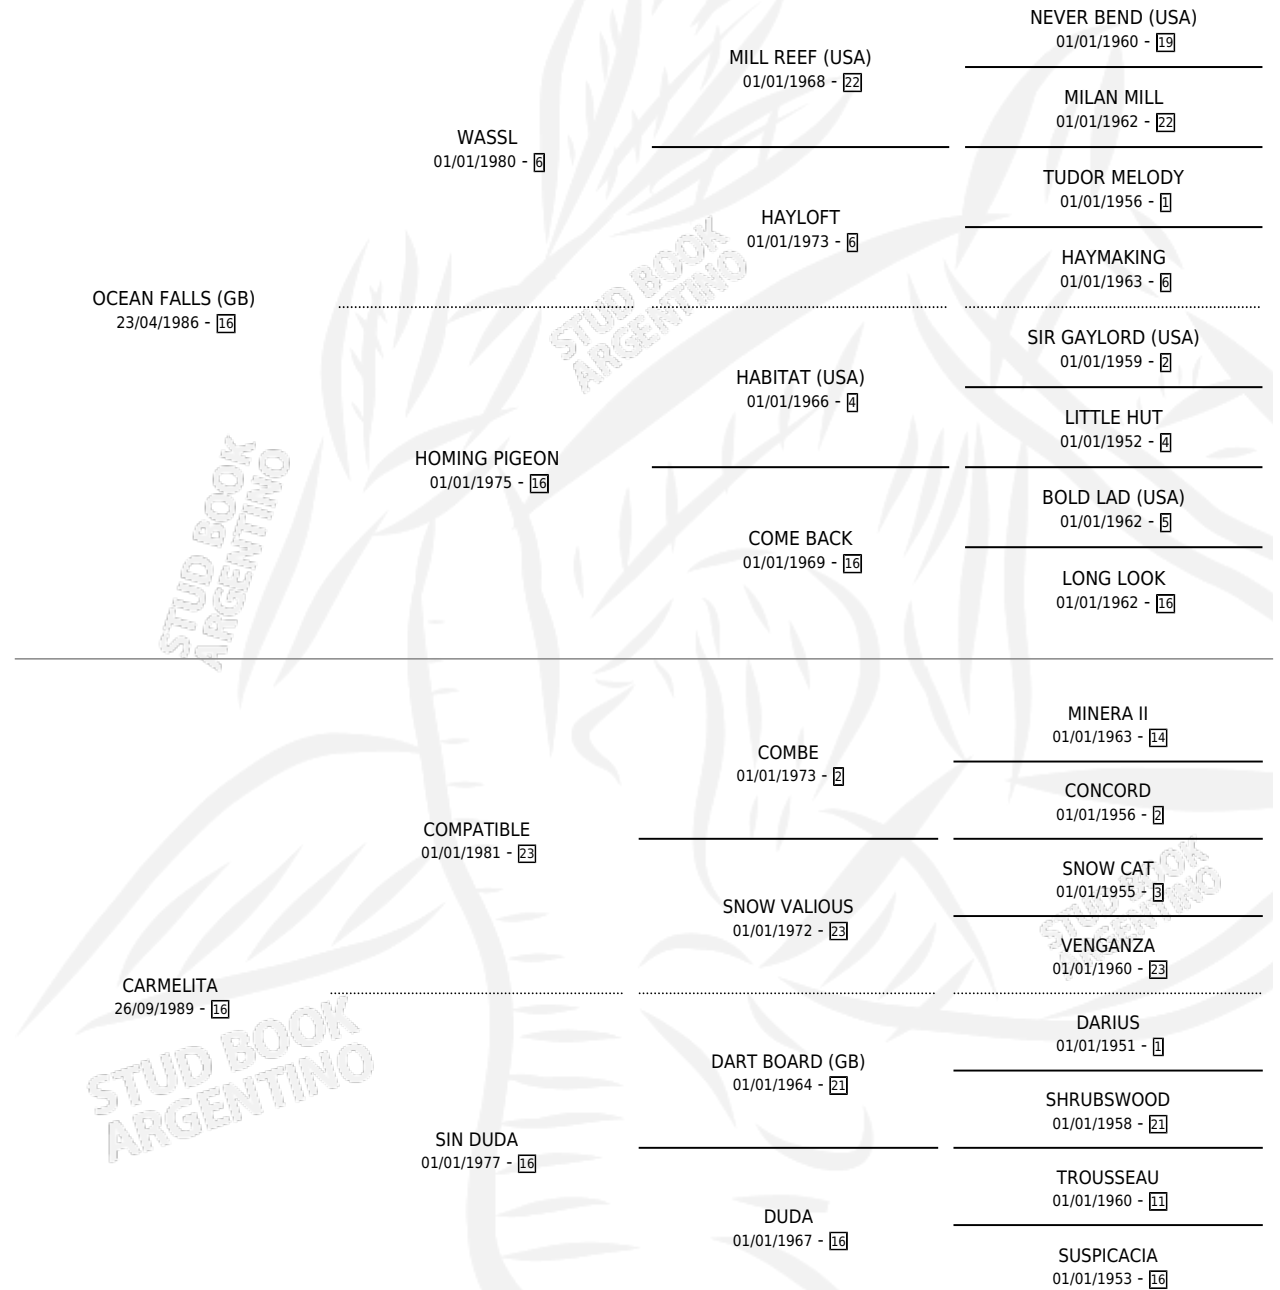 NEVER BEND (USA)
01/01/1960 - 19
MILL REEF (USA)
01/01/1968 - 22
MILAN MILL
01/01/1962 - 22
WASSL
01/01/1980 - 6
TUDOR MELODY
01/01/1956 - 1
HAYLOFT
01/01/1973 - 6
HAYMAKING
01/01/1963 - 6
OCEAN FALLS (GB)
23/04/1986 - 16
STUD BOOK
ARGENTINO
SIR GAYLORD (USA)
01/01/1959 - 2
HABITAT (USA)
01/01/1966 - 4
LITTLE HUT
01/01/1952 - 4
HOMING PIGEON
01/01/1975 - 16
BOLD LAD (USA)
01/01/1962 - 5
COME BACK
01/01/1969 - 16
LONG LOOK
01/01/1962 - 16
STUD BOOK
ARGENTINO
MINERA II
01/01/1963 - 14
COMBE
01/01/1973 - 2
CONCORD
01/01/1956 - 2
COMPATIBLE
01/01/1981 - 23
SNOW CAT
01/01/1955 - 3
STUD BOOK
ARGENTINO
SNOW VALIOUS
01/01/1972 - 23
VENGANZA
01/01/1960 - 23
CARMELITA
26/09/1989 - 16
STUD BOOK
ARGENTINO
DARIUS
01/01/1951 - 1
DART BOARD (GB)
01/01/1964 - 21
SHRUBSWOOD
01/01/1958 - 21
SIN DUDA
01/01/1977 - 16
TROUSSEAU
01/01/1960 - 11
DUDA
01/01/1967 - 16
SUSPICACIA
01/01/1953 - 16